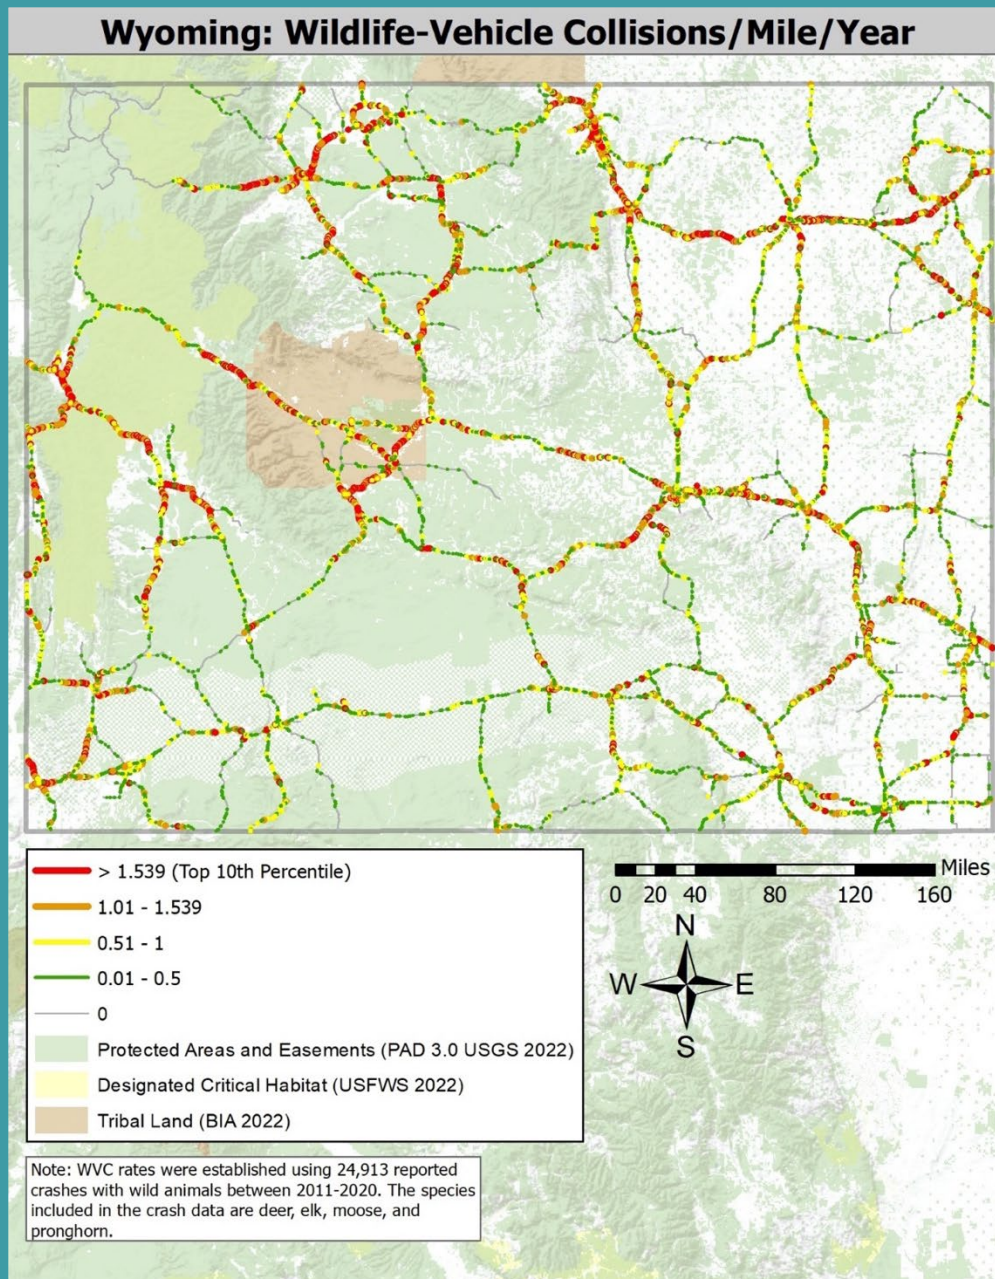 Wyoming: Wildlife-Vehicle Collisions/Mile/Year
> 1.539 (Top 10th Percentile)
1.01 - 1.539
0.51 - 1
0.01 - 0.5
0
Protected Areas and Easements (PAD 3.0 USGS 2022)
Designated Critical Habitat (USFWS 2022)
Tribal Land (BIA 2022)
Miles
0 20 40 80 120 160
N
W E
S
Note: WVC rates were established using 24,913 reported
crashes with wild animals between 2011-2020. The species
included in the crash data are deer, elk, moose, and
pronghorn.